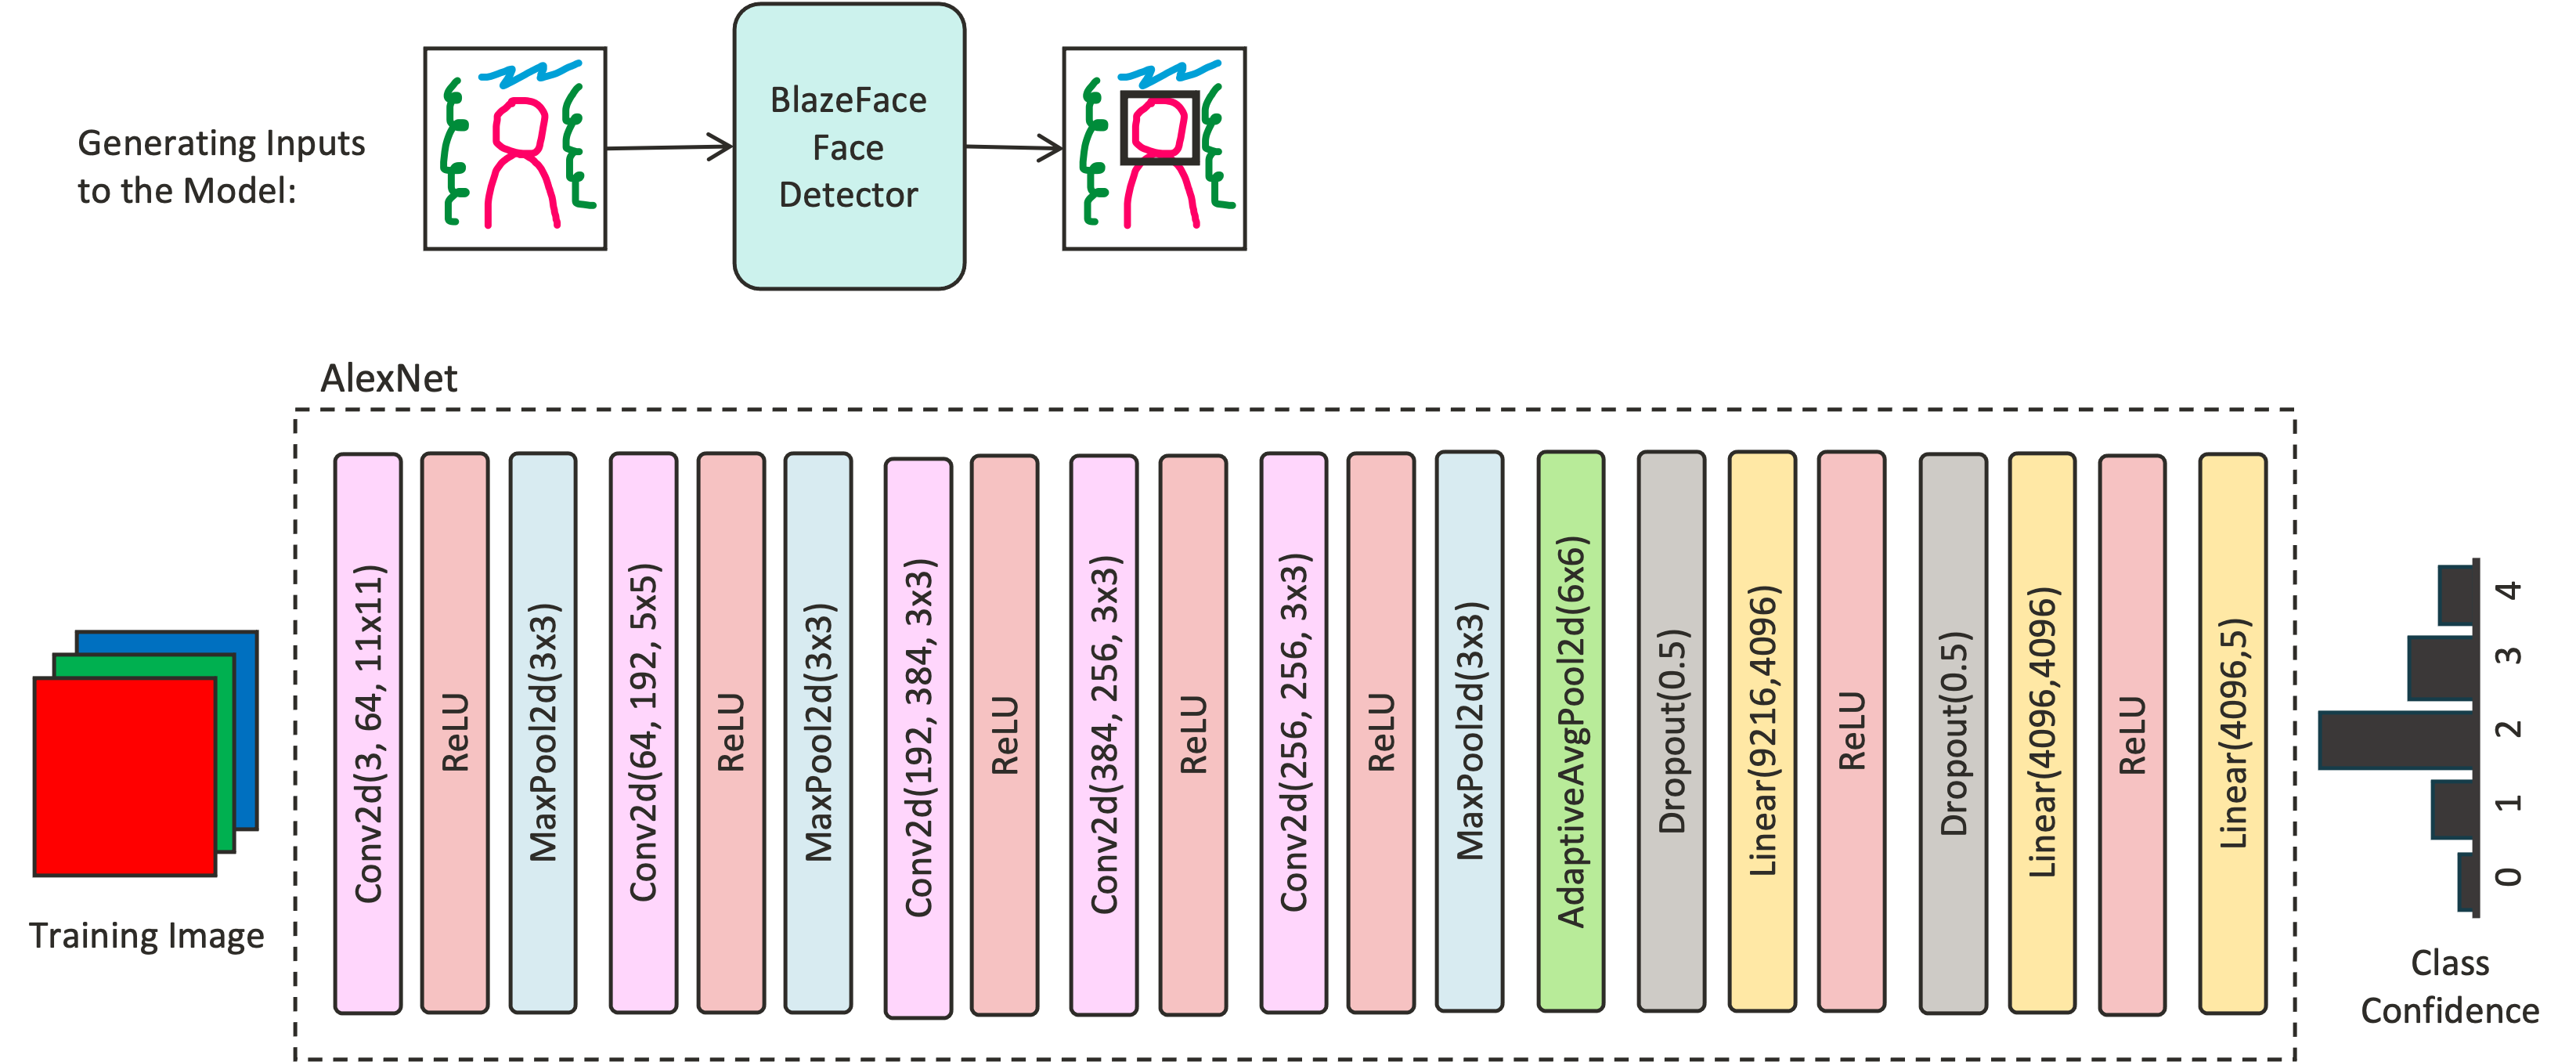 Generating Inputs
to the Model:
BlazeFace
Face
Detector
AlexNet
Conv2d(3, 64, 11x11)
ReLU
MaxPool2d(3x3)
Conv2d(64, 192, 5x5)
ReLU
MaxPool2d(3x3)
Conv2d(192, 384, 3x3)
ReLU
Conv2d(384, 256, 3x3)
ReLU
Conv2d(256, 256, 3x3)
ReLU
MaxPool2d(3x3)
AdaptiveAvgPool2d(6x6)
Dropout(0.5)
Linear(9216,4096)
ReLU
Dropout(0.5)
Linear(4096,4096)
ReLU
Linear(4096,5)
Training Image
4
3
2
1
0
Class
Confidence